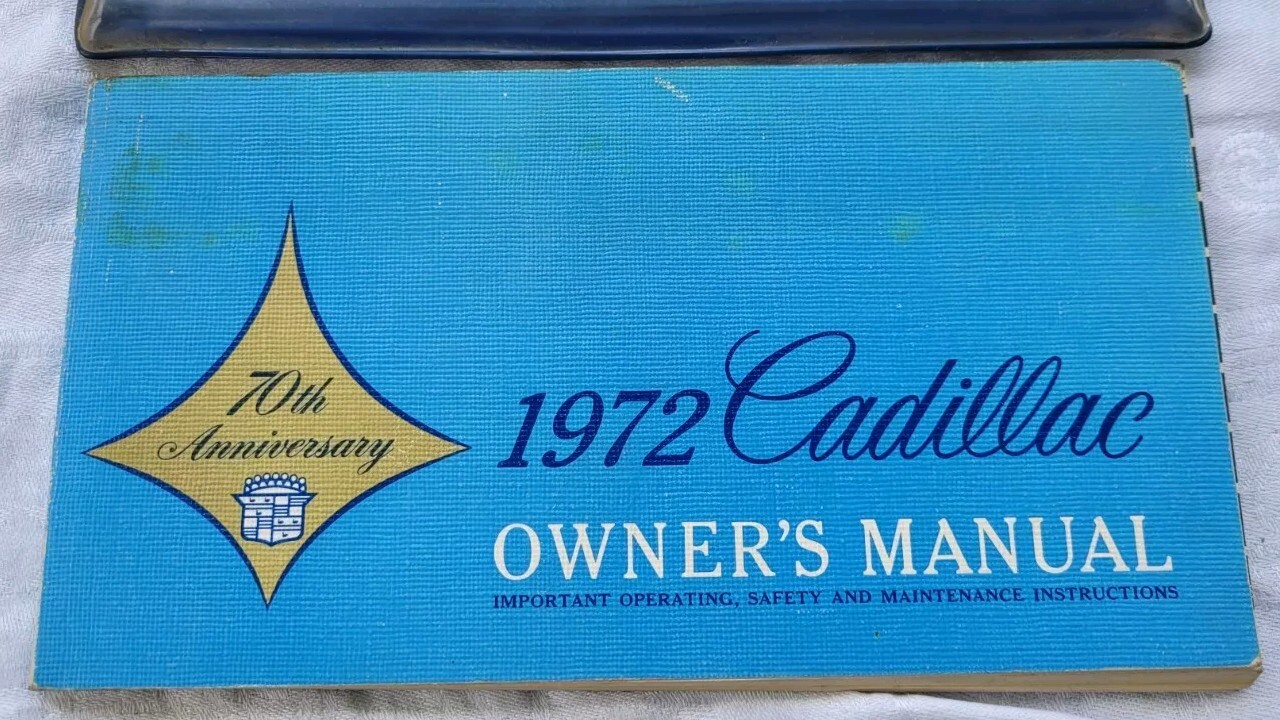 70th
Anniversary
1972 Cadillac
OWNER'S MANUAL
IMPORTANT OPERATING, SAFETY AND MAINTENANCE INSTRUCTIONS